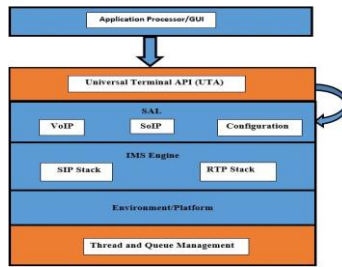 Application Processor/GUI
Universal Terminal API (UTA)
SAL
VoIP SoIP Configuration
IMS Engine
SIP Stack RTP Stack
Environment/Platform
Thread and Queue Management